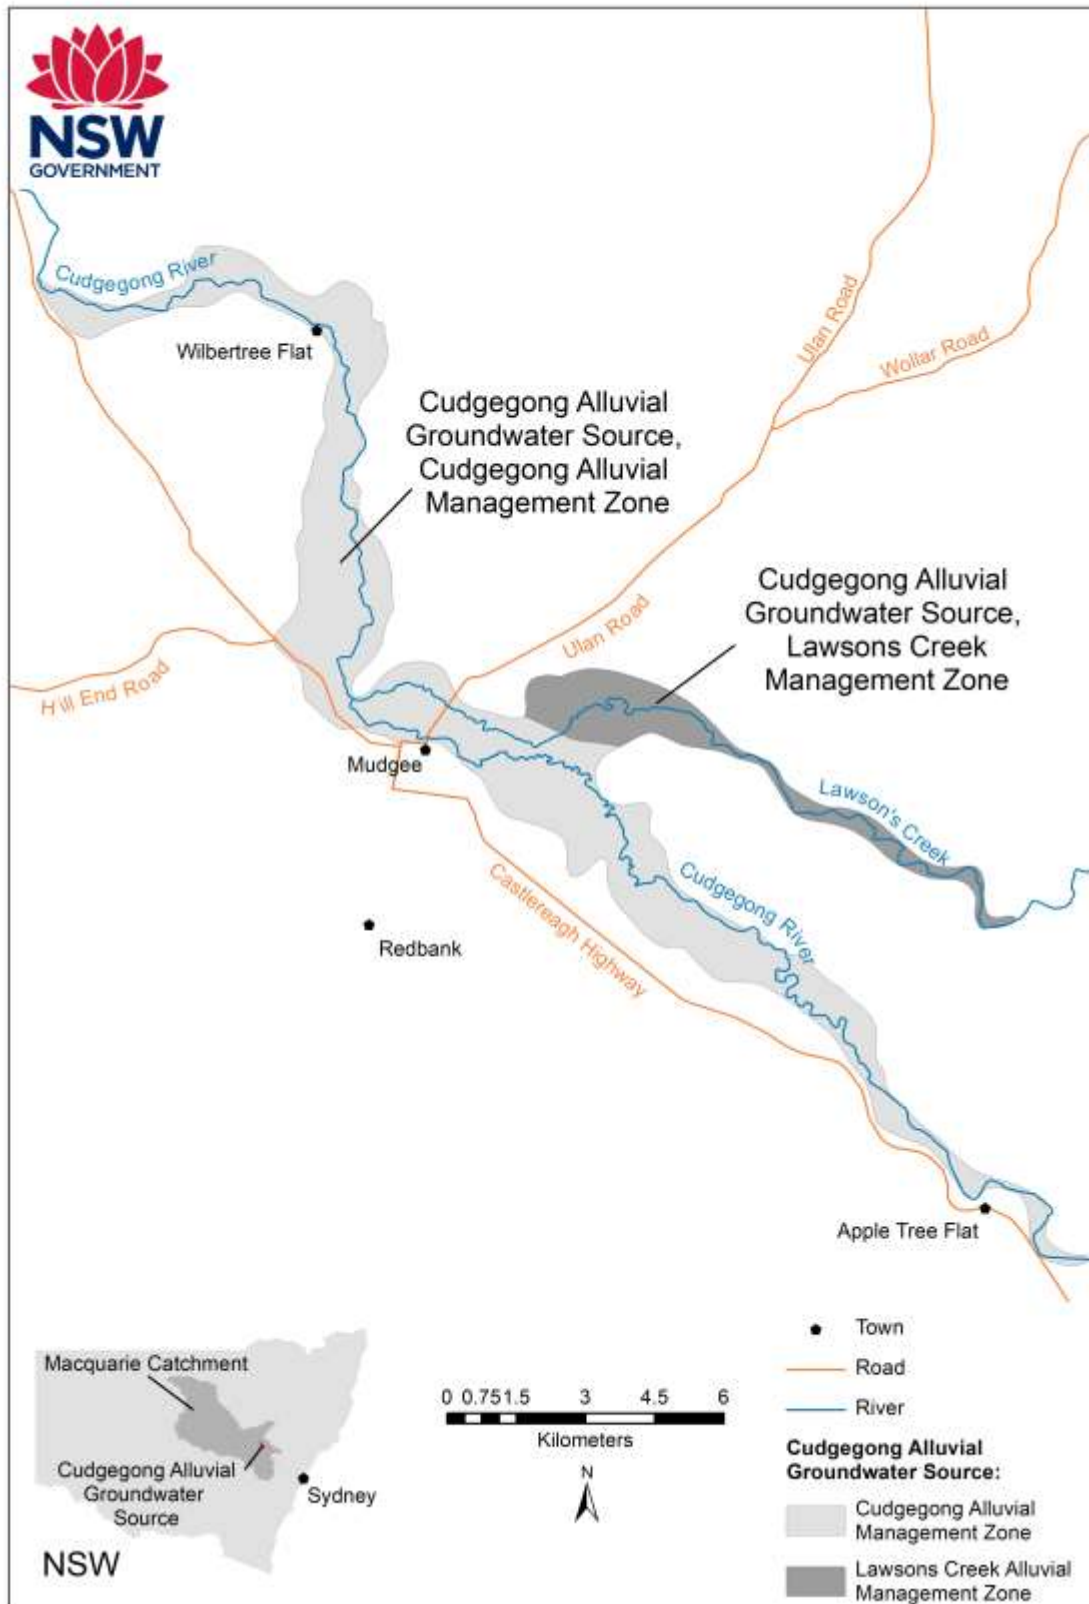 NSW
GOVERNMENT
Cudgegong River
Wilbertree Flat
Ulan Road
Wollar Road
Cudgegong Alluvial
Groundwater Source,
Cudgegong Alluvial
Management Zone
Cudgegong Alluvial
Groundwater Source,
Lawsons Creek
Management Zone
Ulan Road
Hill End Road
Mudgee
Lawson's Creek
Cudgegong River
Castlereagh Highway
Redbank
Apple Tree Flat
Macquarie Catchment
Cudgegong Alluvial
Groundwater
Source
Sydney
NSW
0 0.75 1.5 3 4.5 6
Kilometers
N
Town
Road
River
Cudgegong Alluvial
Groundwater Source:
Cudgegong Alluvial
Management Zone
Lawsons Creek Alluvial
Management Zone